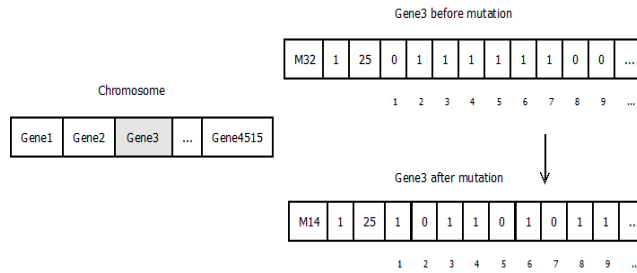 Gene3 before mutation
M32 1 25 0 1 1 1 1 1 1 0 0 ...
1 2 3 4 5 6 7 8 9 ...
Chromosome
Gene1 Gene2 Gene3 ... Gene4515
Gene3 after mutation
M14 1 25 1 0 1 1 0 1 0 1 1 ...
1 2 3 4 5 6 7 8 9 ...